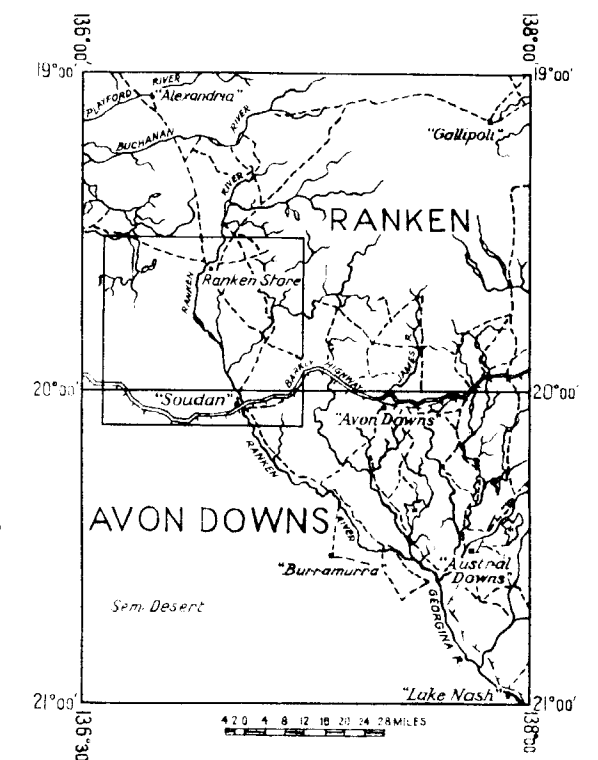 136°00' 138°00'
19°00' 19°00'
PLAYFORD RIVER
"Alexandria"
BUCHANAN RIVER
"Gallipoli"
RIVER
RANKEN
RANKEN
Ranken Store
JAMES R.
BARKLY HIGHWAY
20°00' 20°00'
"Soudan"
"Avon Downs"
RANKEN
RIVER
AVON DOWNS
"Burramurra"
"Austral
Downs"
Semi-Desert
GEORGINA R.
"Lake Nash"
21°00' 21°00'
136°30' 138°00'
4 2 0 4 8 12 16 20 24 28 MILES